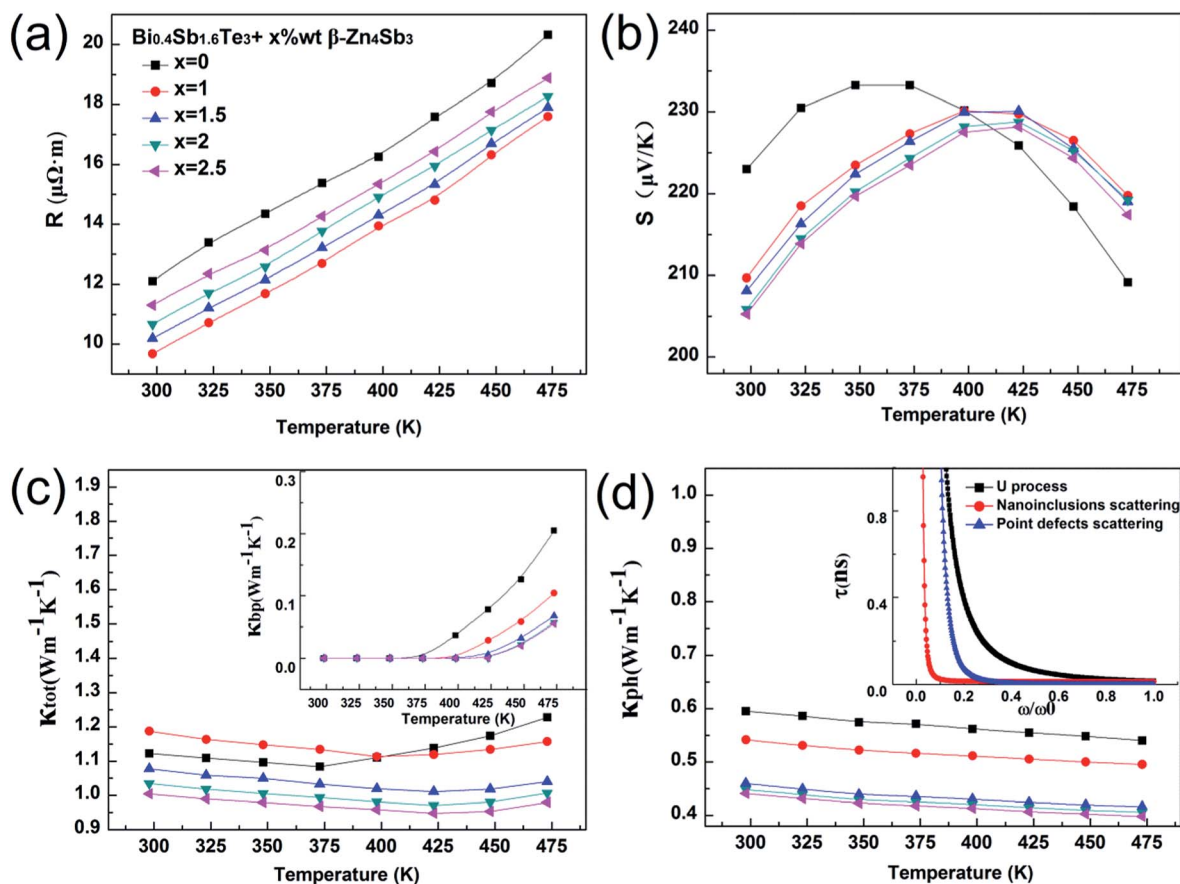 (a)
Bi0.4Sb1.6Te3+ x%wt β-Zn4Sb3
x=0
x=1
x=1.5
x=2
x=2.5
R (μΩ·m)
20
18
16
14
12
10
300 325 350 375 400 425 450 475
Temperature (K)
(b)
S (μV/K)
240
230
220
210
200
300 325 350 375 400 425 450 475
Temperature (K)
(c)
Ktot(Wm-1K-1)
1.9
1.8
1.7
1.6
1.5
1.4
1.3
1.2
1.1
1.0
0.9
300 325 350 375 400 425 450 475
Temperature (K)
Kbp(Wm-1K-1)
0.3
0.2
0.1
0.0
300 325 350 375 400 425 450 475
Temperature (K)
(d)
Kph(Wm-1K-1)
1.0
0.9
0.8
0.7
0.6
0.5
0.4
300 325 350 375 400 425 450 475
Temperature (K)
U process
Nanoinclusions scattering
Point defects scattering
τ(ns)
0.8
0.4
0.0
0.0 0.2 0.4 0.6 0.8 1.0
ω/ω0